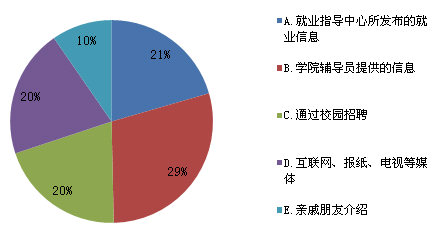 10%
21%
20%
29%
20%
A.就业指导中心所发布的就
业信息
B.学院辅导员提供的信息
C.通过校园招聘
D.互联网、报纸、电视等媒
体
E.亲戚朋友介绍